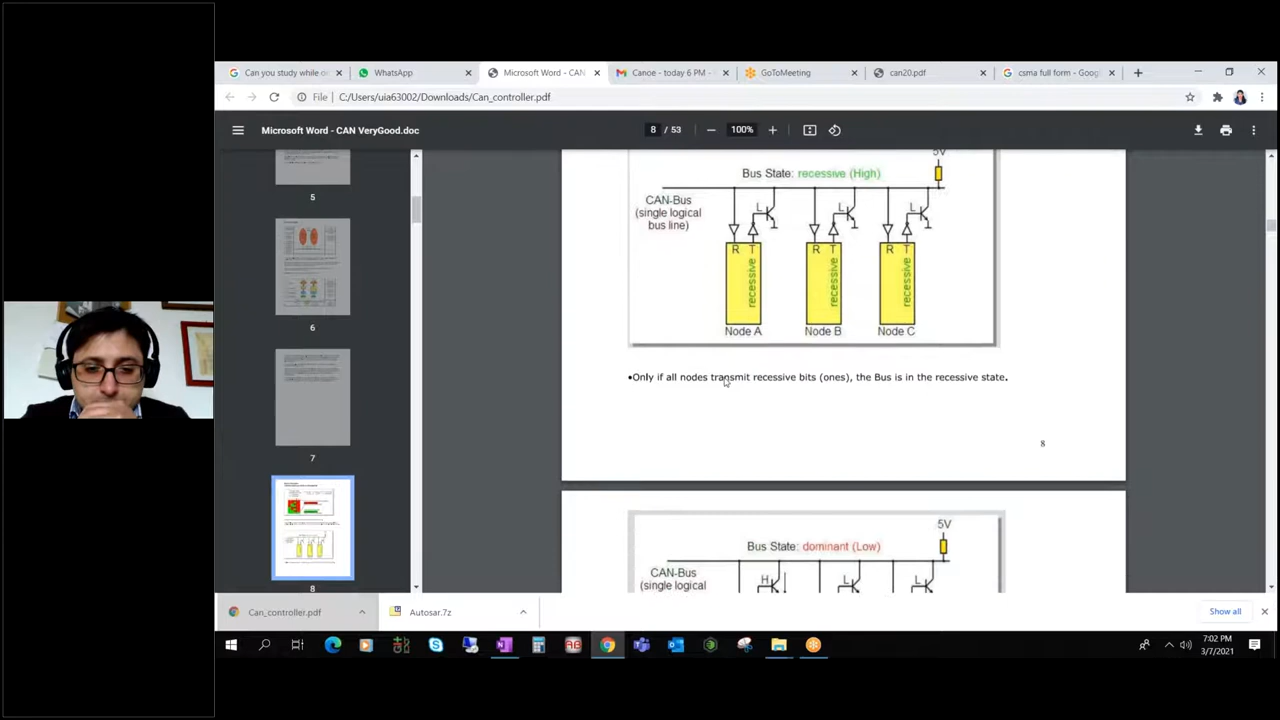 Can you study while o
WhatsApp
Microsoft Word - CAN
Canoe - today 6 PM -
GoToMeeting
can20.pdf
csma full form - Goog
File
C:/Users/uia63002/Downloads/Can_controller.pdf
Microsoft Word - CAN VeryGood.doc
8 / 53
100%
5
6
7
8
5V
Bus State: recessive (High)
CAN-Bus
(single logical
bus line)
L L L
R T R T R T
recessive recessive recessive
Node A Node B Node C
•Only if all nodes transmit recessive bits (ones), the Bus is in the recessive state.
8
5V
Bus State: dominant (Low)
CAN-Bus
(single logical
H L L
Can_controller.pdf
Autosar.7z
Show all
7:02 PM
3/7/2021